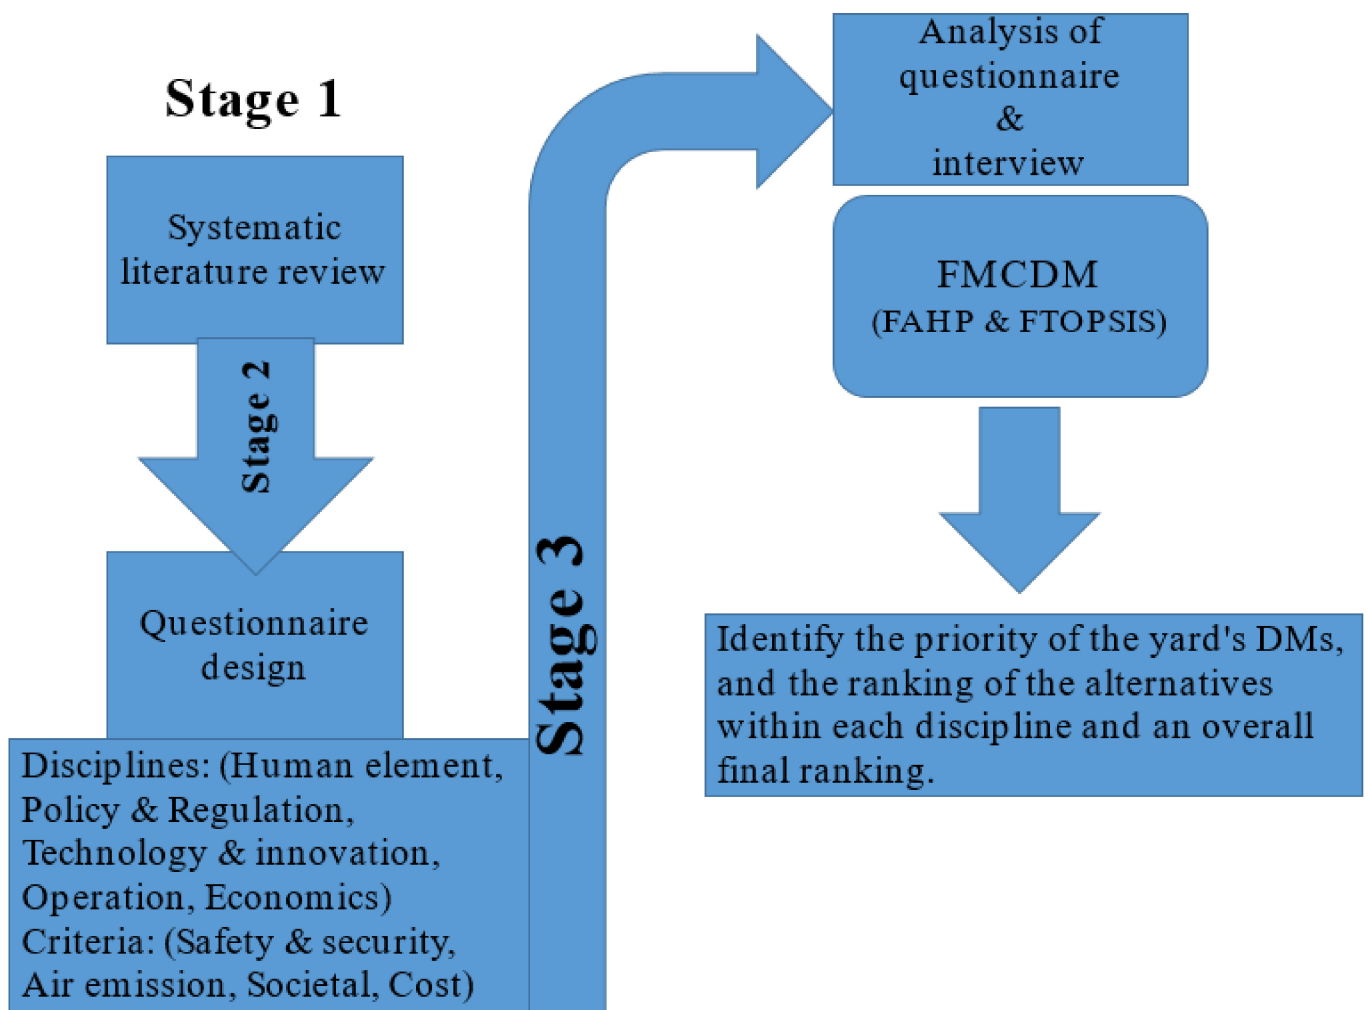 Stage 1
Systematic
literature review
Stage 2
Questionnaire
design
Disciplines: (Human element,
Policy & Regulation,
Technology & innovation,
Operation, Economics)
Criteria: (Safety & security,
Air emission, Societal, Cost)
Stage 3
Analysis of
questionnaire
&
interview
FMCDM
(FAHP & FTOPSIS)
Identify the priority of the yard's DMs,
and the ranking of the alternatives
within each discipline and an overall
final ranking.